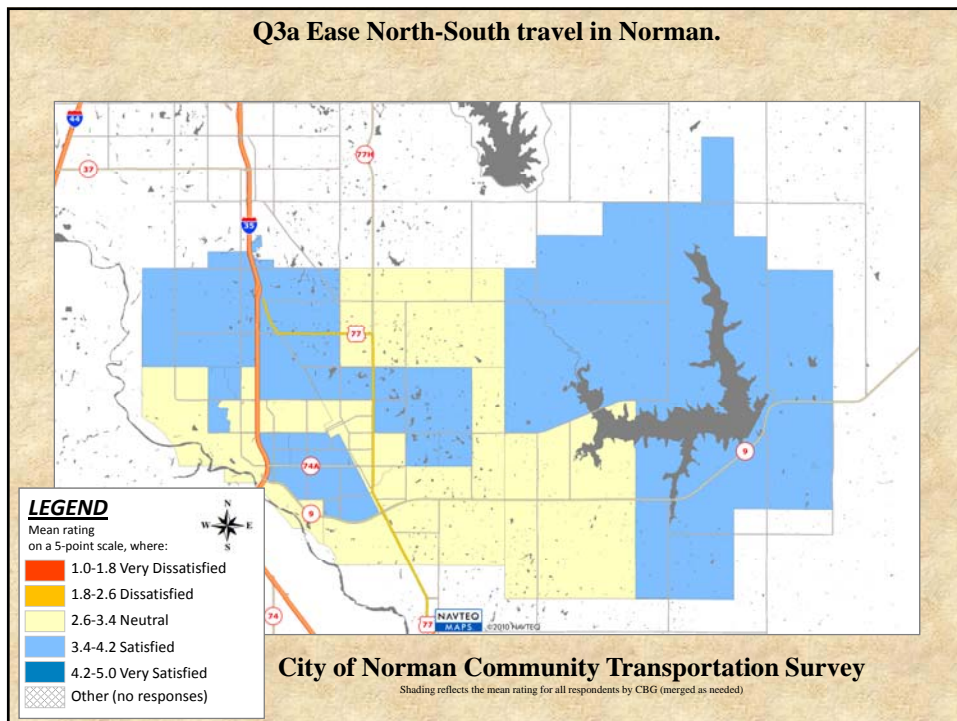 Q3a Ease North-South travel in Norman.
44
37
77H
35
77
74A
9
9
74
77
NAVTEQ
MAPS
©2010 NAVTEQ
LEGEND
Mean rating
on a 5-point scale, where:
N
W E
S
1.0-1.8 Very Dissatisfied
1.8-2.6 Dissatisfied
2.6-3.4 Neutral
3.4-4.2 Satisfied
4.2-5.0 Very Satisfied
Other (no responses)
City of Norman Community Transportation Survey
Shading reflects the mean rating for all respondents by CBG (merged as needed)